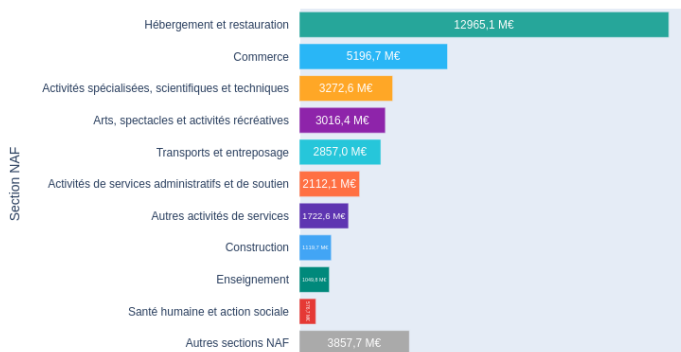 Section NAF
Hébergement et restauration 12965,1 M€
Commerce 5196,7 M€
Activités spécialisées, scientifiques et techniques 3272,6 M€
Arts, spectacles et activités récréatives 3016,4 M€
Transports et entreposage 2857,0 M€
Activités de services administratifs et de soutien 2112,1 M€
Autres activités de services 1722,6 M€
Construction
Enseignement
Santé humaine et action sociale
Autres sections NAF 3857,7 M€